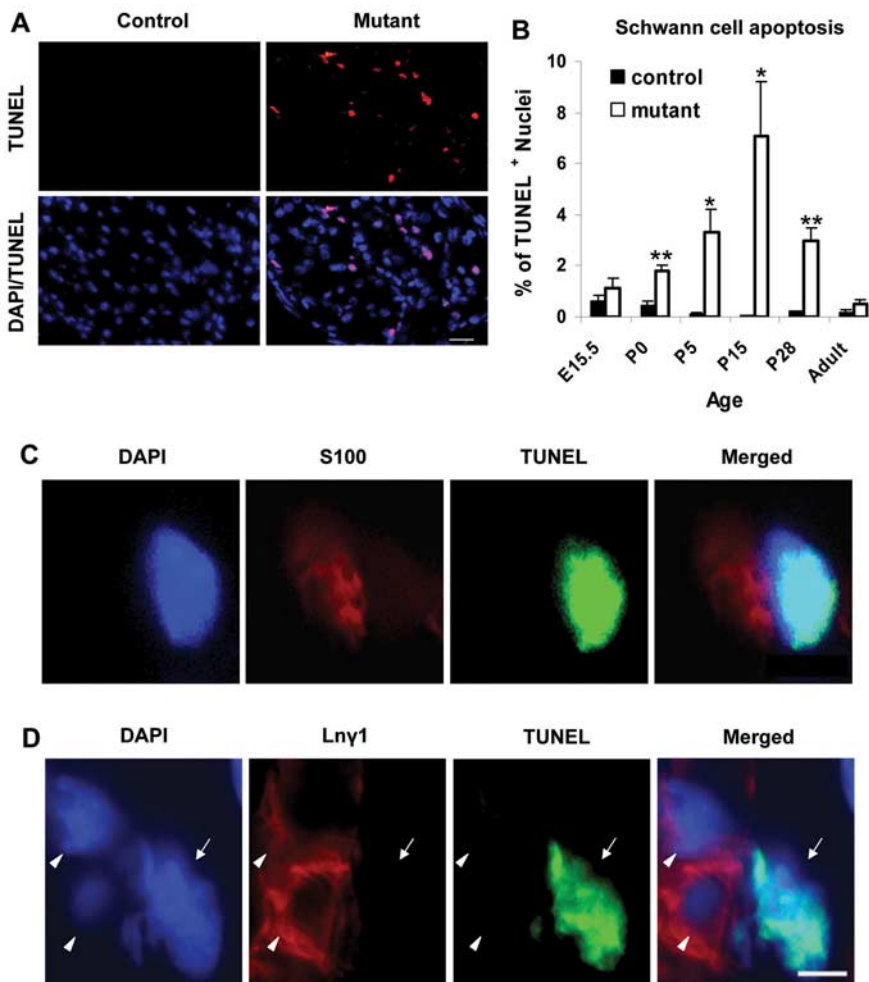 A
Control
Mutant
TUNEL
DAPI/TUNEL
B
Schwann cell apoptosis
% of TUNEL + Nuclei
10
8
6
4
2
0
control
mutant
**
*
*
**
E15.5
P0
P5
P15
P28
Adult
Age
C
DAPI
S100
TUNEL
Merged
D
DAPI
Lnγ1
TUNEL
Merged